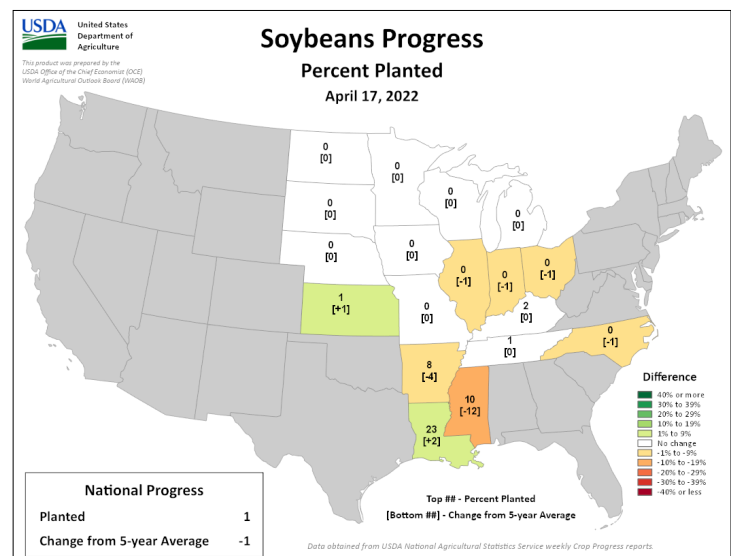 USDA
United States
Department of
Agriculture
This product was prepared by the
USDA Office of the Chief Economist (OCE)
World Agricultural Outlook Board (WAOB)
Soybeans Progress
Percent Planted
April 17, 2022
0
[0]
0
[0]
0
[0]
0
[0]
0
[0]
0
[0]
0
[0]
0
[0]
0
[-1]
0
[-1]
0
[-1]
1
[+1]
0
[0]
2
[0]
1
[0]
0
[-1]
8
[-4]
10
[-12]
23
[+2]
Difference
40% or more
30% to 39%
20% to 29%
10% to 19%
1% to 9%
No change
-1% to -9%
-10% to -19%
-20% to -29%
-30% to -39%
-40% or less
National Progress
Planted 1
Change from 5-year Average -1
Top ## - Percent Planted
[Bottom ##] - Change from 5-year Average
Data obtained from USDA National Agricultural Statistics Service weekly Crop Progress reports.